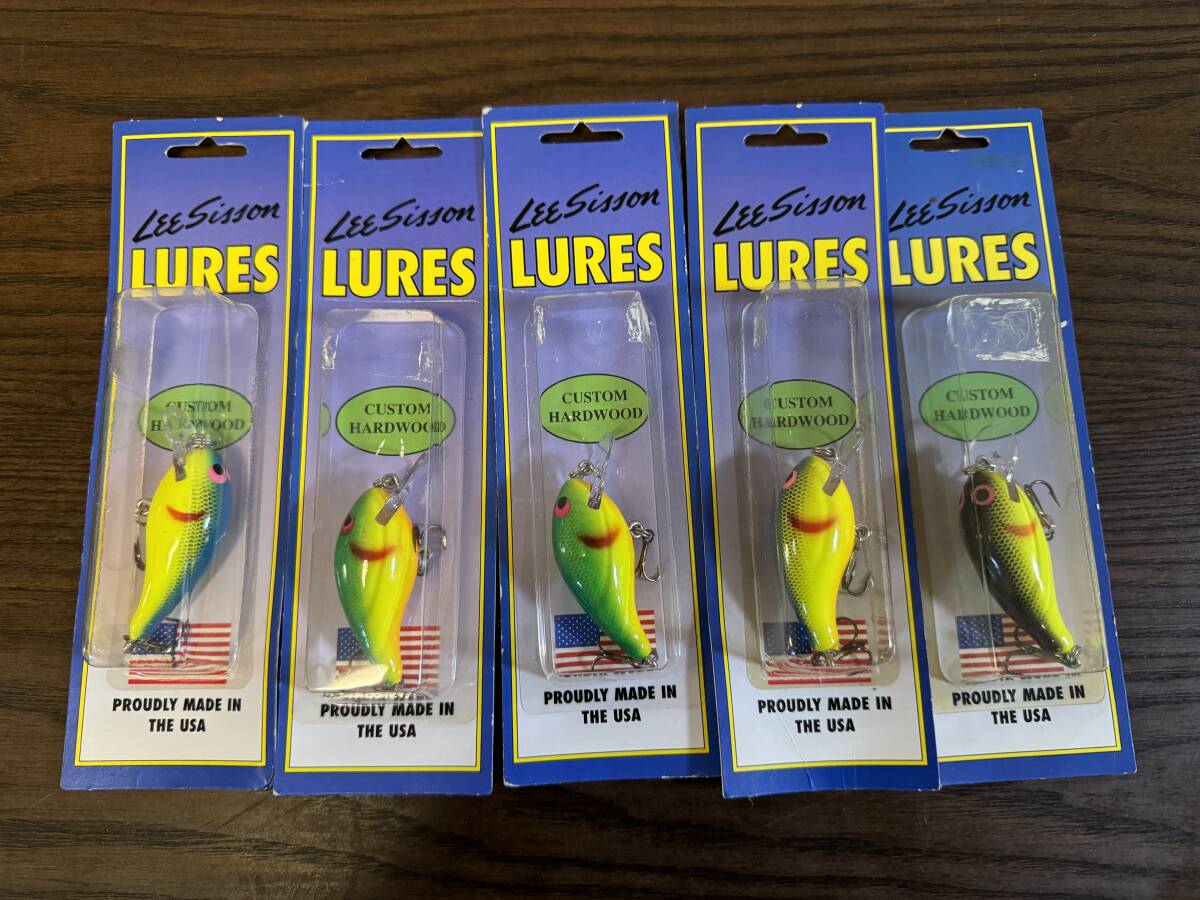 Lee Sisson
LURES
CUSTOM
HARDWOOD
PROUDLY MADE IN
THE USA
Lee Sisson
LURES
CUSTOM
HARDWOOD
PROUDLY MADE IN
THE USA
Lee Sisson
LURES
CUSTOM
HARDWOOD
PROUDLY MADE IN
THE USA
Lee Sisson
LURES
CUSTOM
HARDWOOD
PROUDLY MADE IN
THE USA
Lee Sisson
LURES
CUSTOM
HARDWOOD
PROUDLY MADE IN
THE USA